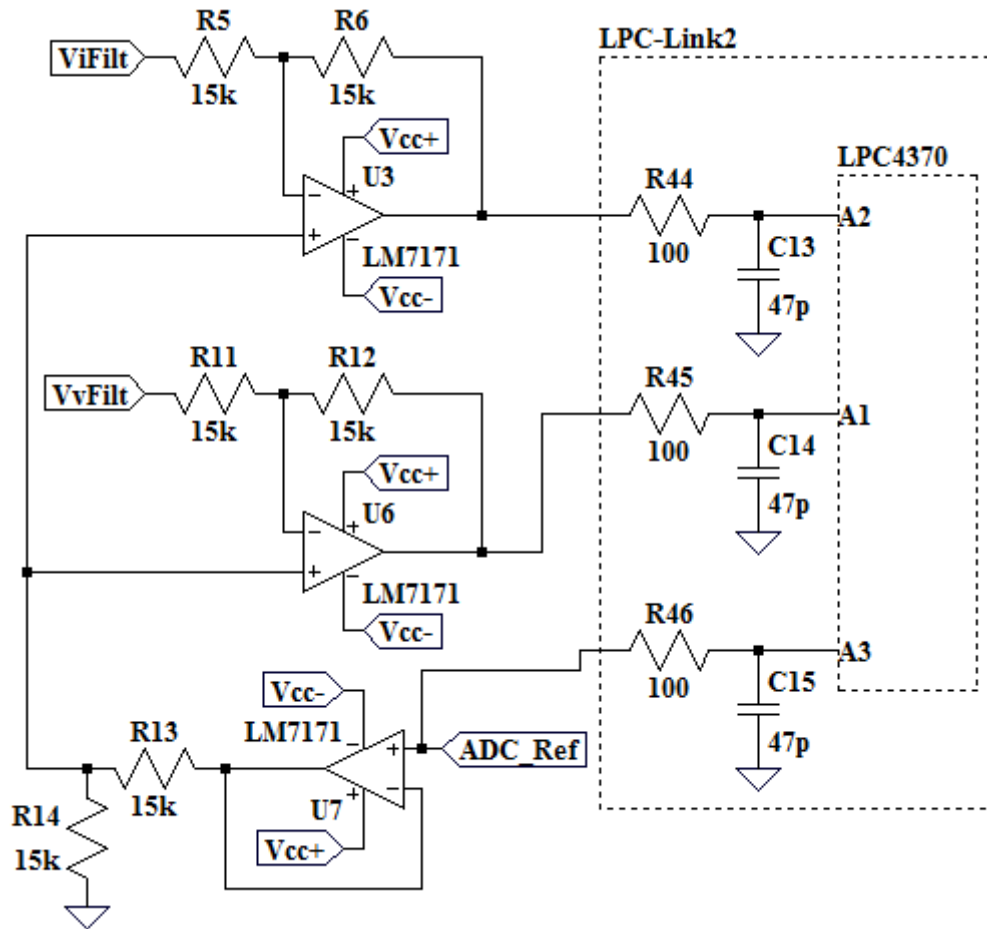 R5
R6
LPC-Link2
ViFilt
15k
15k
Vcc+
U3
LPC4370
R44
A2
LM7171
100
C13
Vcc-
47p
R11
R12
R45
VvFilt
A1
15k
15k
100
C14
Vcc+
U6
47p
LM7171
R46
Vcc-
A3
Vcc-
100
C15
R13
LM7171
ADC_Ref
47p
15k
U7
R14
Vcc+
15k